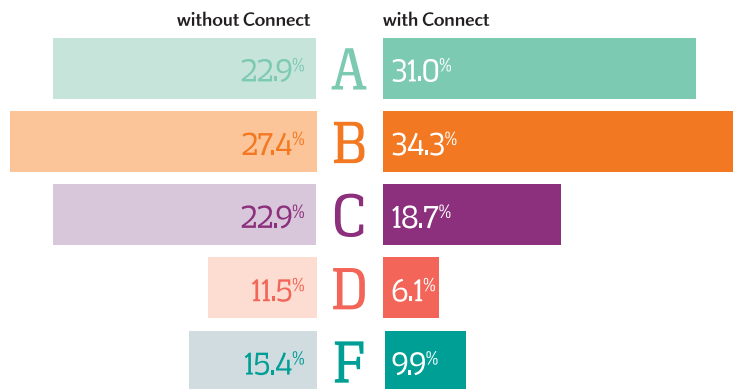 without Connect with Connect
22.9% A 31.0%
27.4% B 34.3%
22.9% C 18.7%
11.5% D 6.1%
15.4% F 9.9%